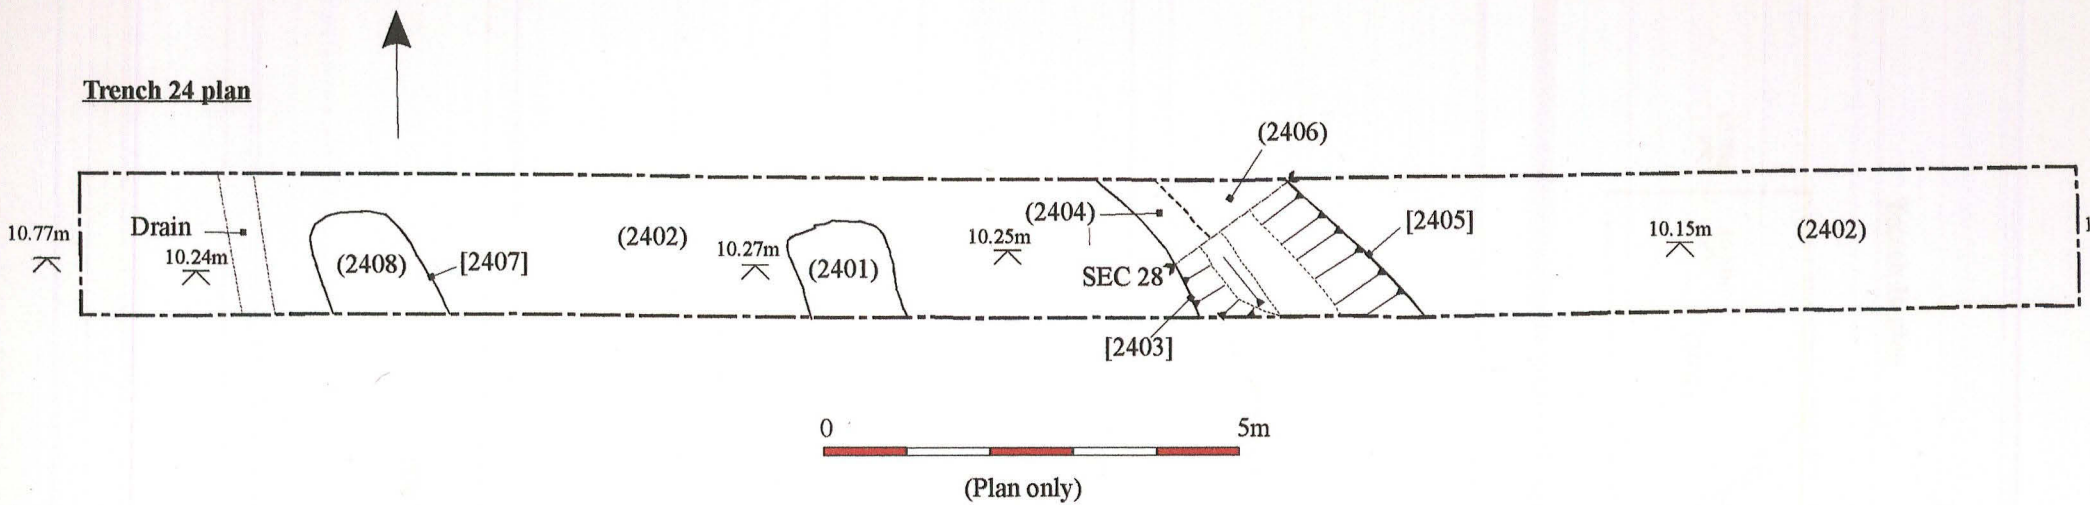 Trench 24 plan
(2406)
10.77m
Drain
10.24m
(2408)
[2407]
(2402)
10.27m
(2401)
10.25m
(2404)
SEC 28
[2403]
[2405]
10.15m
(2402)
0
5m
(Plan only)